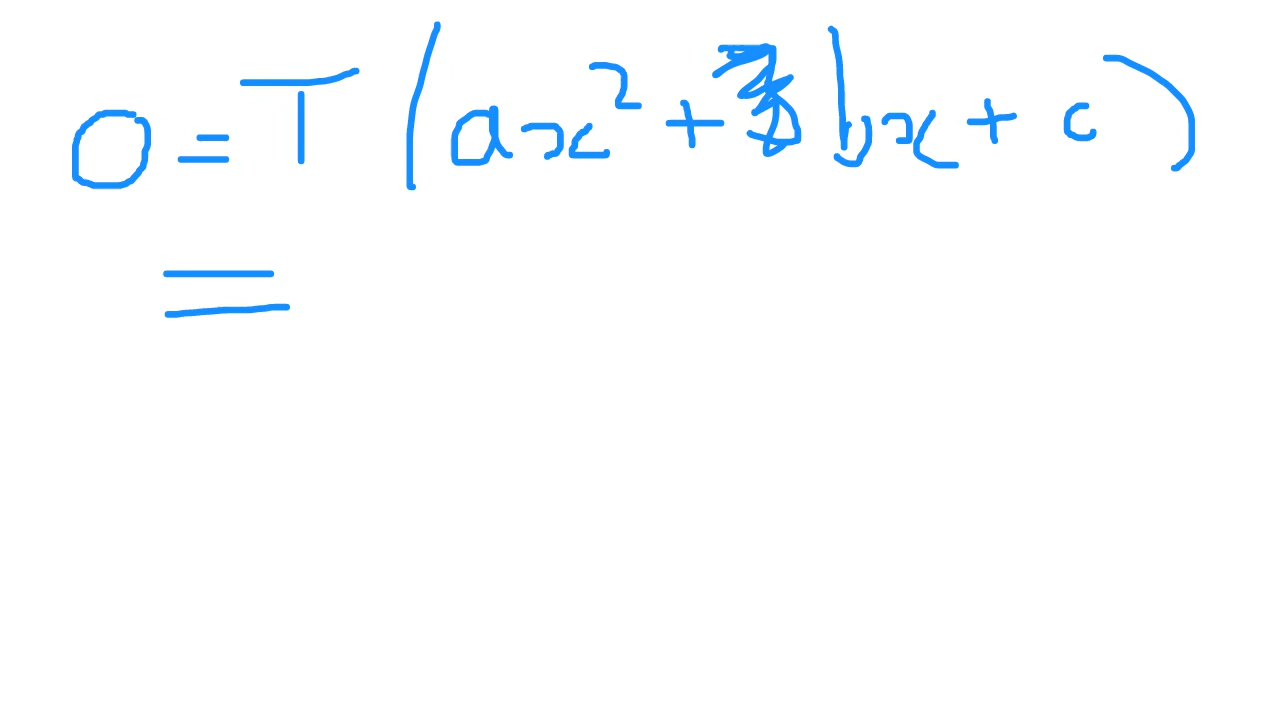 0 = T(ax² + bx + c)
=